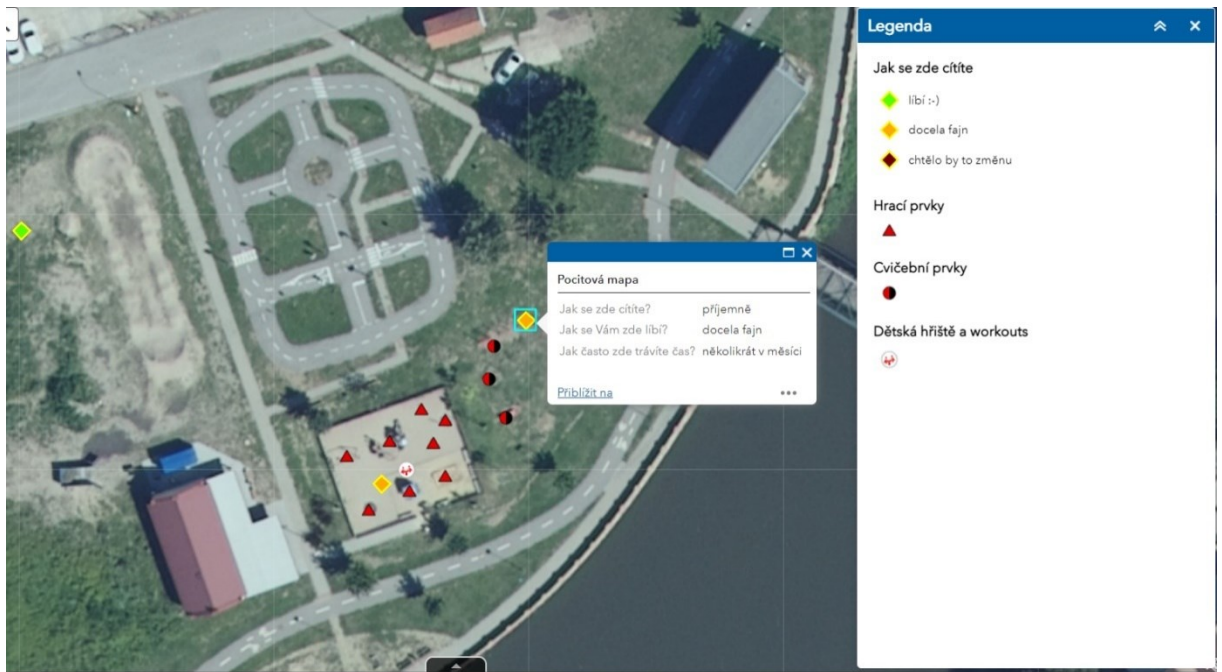 Legenda
Jak se zde cítíte
líbí :-)
docela fajn
chtělo by to změnu
Hrací prvky
Cvičební prvky
Dětská hřiště a workouts
Pocitová mapa
Jak se zde cítíte? příjemně
Jak se Vám zde líbí? docela fajn
Jak často zde trávíte čas? několikrát v měsíci
Přiblížit na